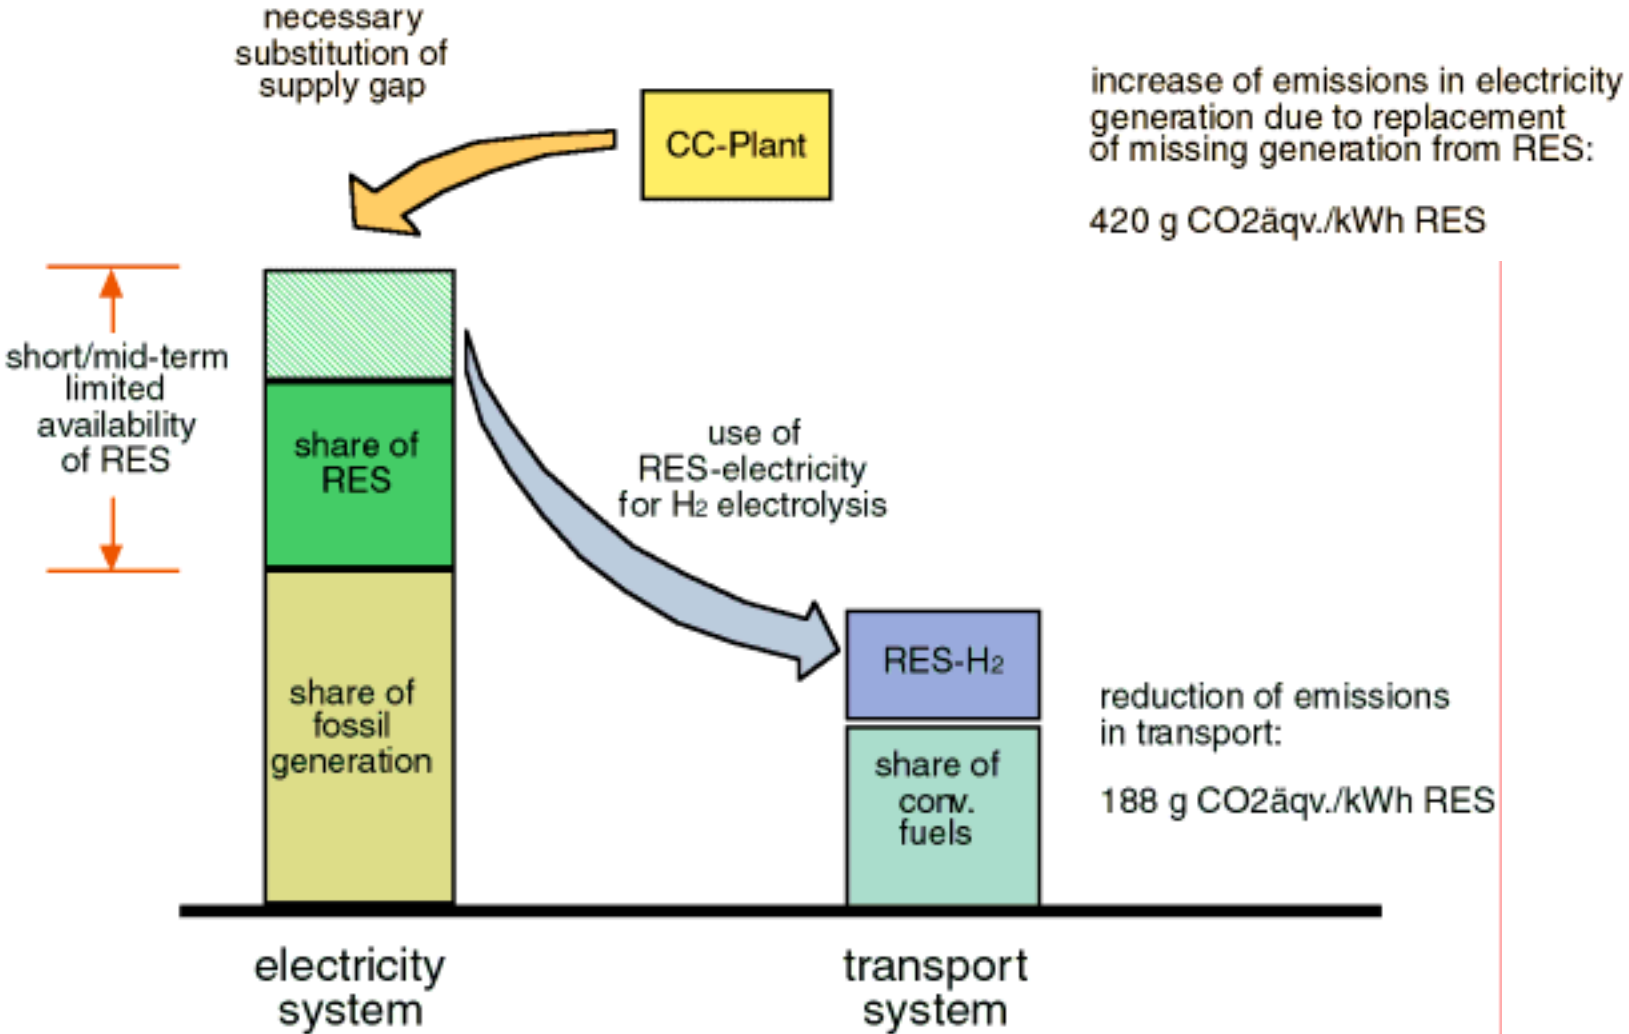 necessary
substitution of
supply gap
CC-Plant
increase of emissions in electricity
generation due to replacement
of missing generation from RES:
420 g CO2äqv./kWh RES
short/mid-term
limited
availability
of RES
share of
RES
use of
RES-electricity
for H2 electrolysis
share of
fossil
generation
RES-H2
share of
conv.
fuels
reduction of emissions
in transport:
188 g CO2äqv./kWh RES
electricity
system
transport
system